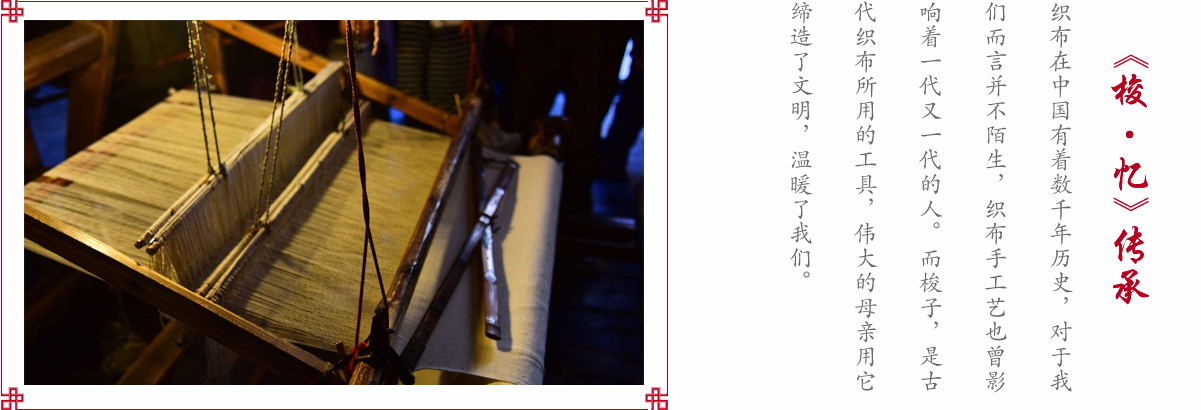 《梭·忆》传承
织布在中国有着数千年历史，对于我
们而言并不陌生，织布手工艺也曾影
响着一代又一代的人。而梭子，是古
代织布所用的工具，伟大的母亲用它
缔造了文明，温暖了我们。